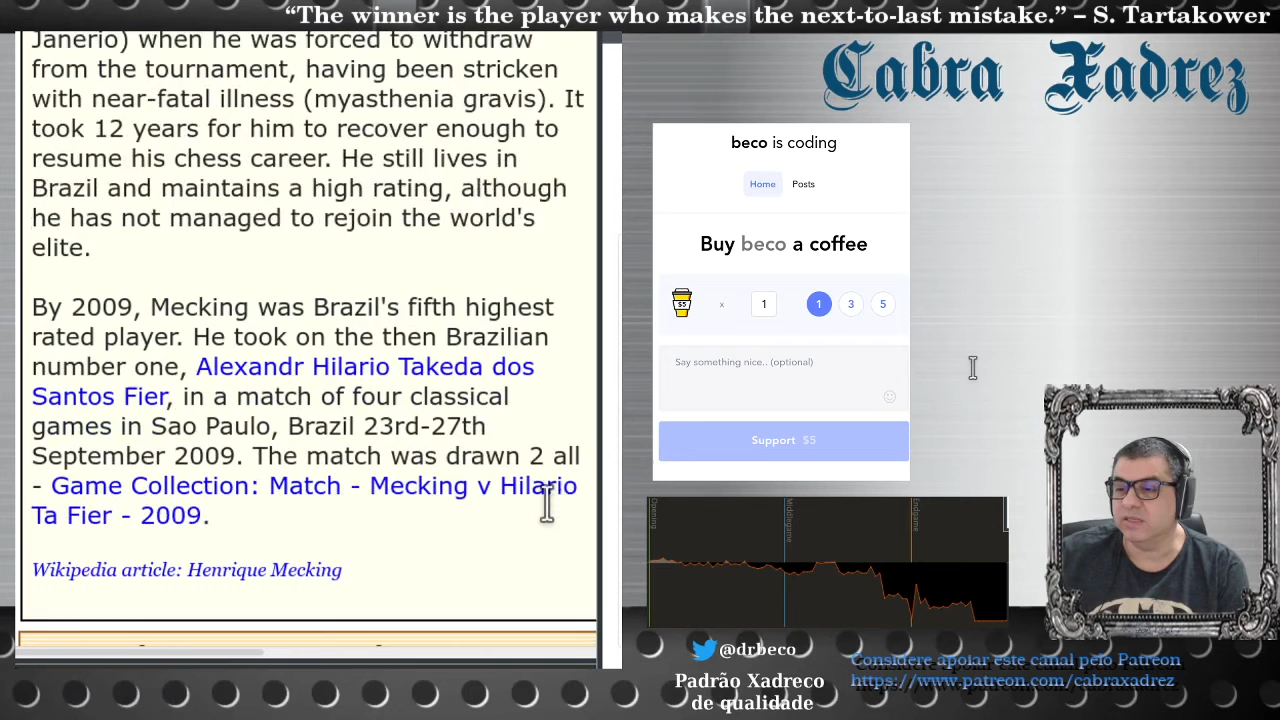 “The winner is the player who makes the next-to-last mistake.” – S. Tartakower
Janerio) when he was forced to withdraw
from the tournament, having been stricken
with near-fatal illness (myasthenia gravis). It
took 12 years for him to recover enough to
resume his chess career. He still lives in
Brazil and maintains a high rating, although
he has not managed to rejoin the world's
elite.
By 2009, Mecking was Brazil's fifth highest
rated player. He took on the then Brazilian
number one, Alexandr Hilario Takeda dos
Santos Fier, in a match of four classical
games in Sao Paulo, Brazil 23rd-27th
September 2009. The match was drawn 2 all
- Game Collection: Match - Mecking v Hilario
Ta Fier - 2009.
Wikipedia article: Henrique Mecking
Cabra Xadrez
beco is coding
Home Posts
Buy beco a coffee
$5 x 1 1 3 5
Say something nice.. (optional)
Support $5
Opening
Middlegame
Endgame
@drbeco
Padrão Xadreco
de qualidade
Considere apoiar este canal pelo Patreon
https://www.patreon.com/cabraxadrez